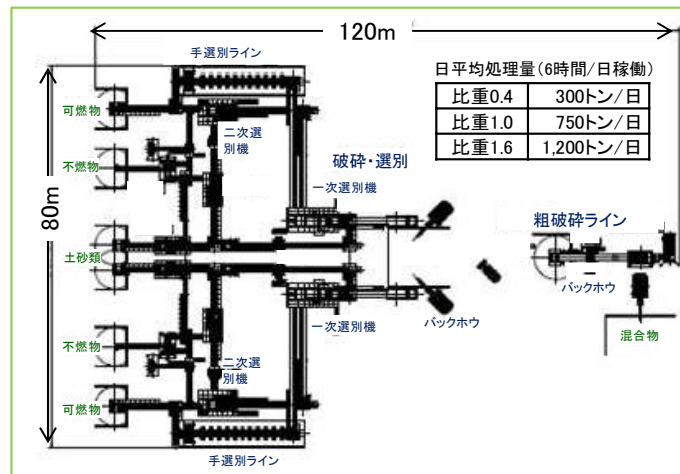 120m
手選別ライン
日平均処理量(6時間/日稼働)
比重0.4 300トン/日
比重1.0 750トン/日
比重1.6 1,200トン/日
可燃物
二次選
別機
破砕・選別
不燃物
一次選別機
粗破砕ライン
80m
土砂類
バックホウ
一次選別機
バックホウ
混合物
不燃物
二次選
別機
可燃物
手選別ライン